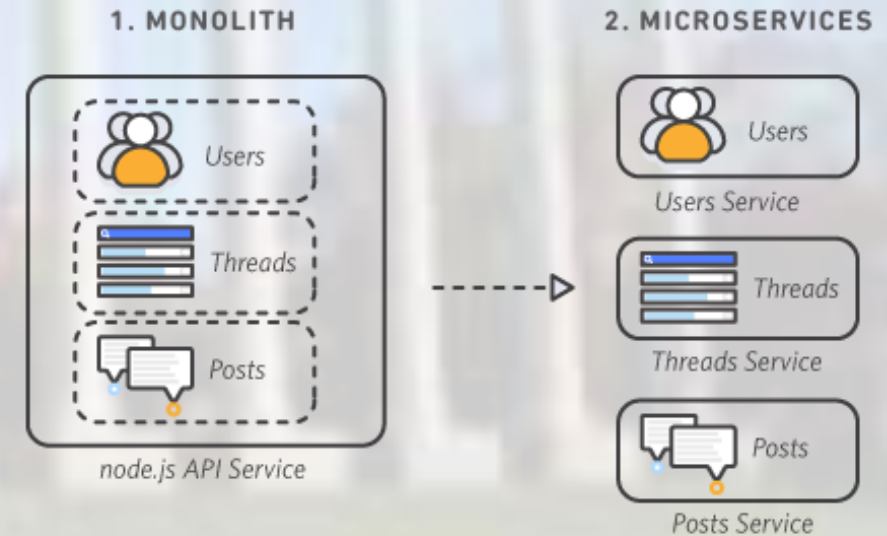 1. MONOLITH
Users
Threads
Posts
node.js API Service
2. MICROSERVICES
Users
Users Service
Threads
Threads Service
Posts
Posts Service